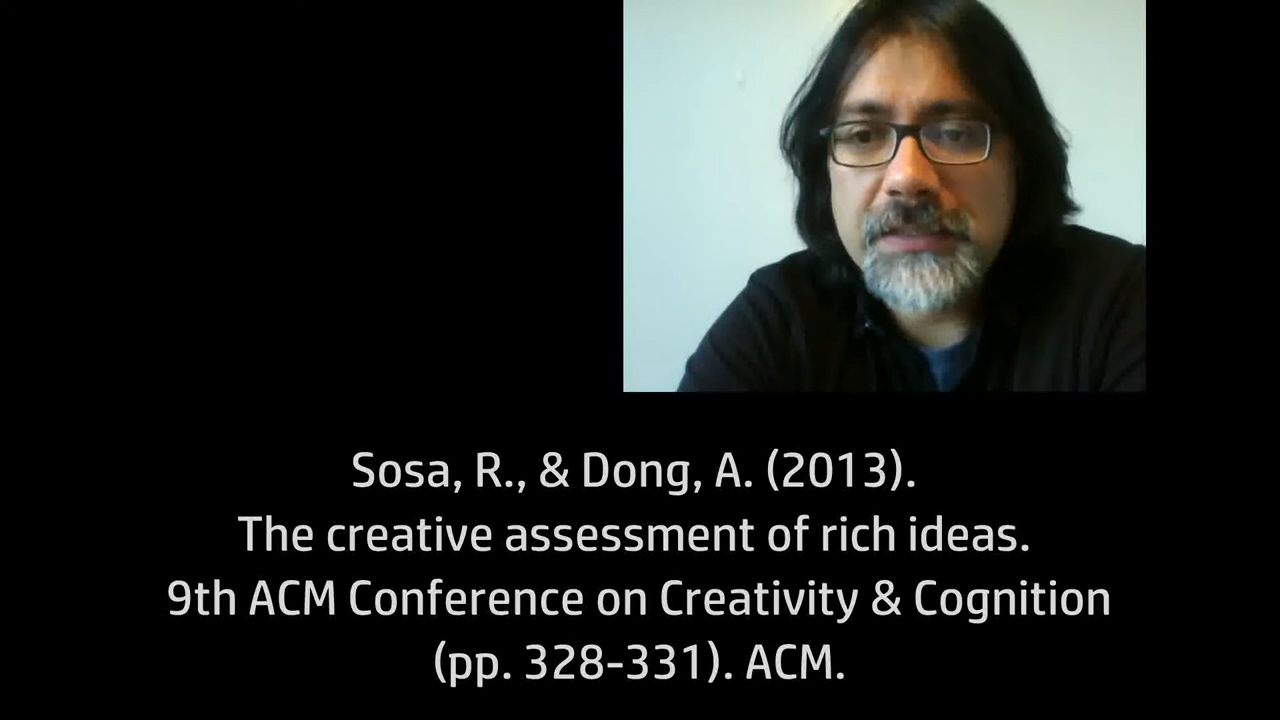 Sosa, R., & Dong, A. (2013).
The creative assessment of rich ideas.
9th ACM Conference on Creativity & Cognition
(pp. 328-331). ACM.